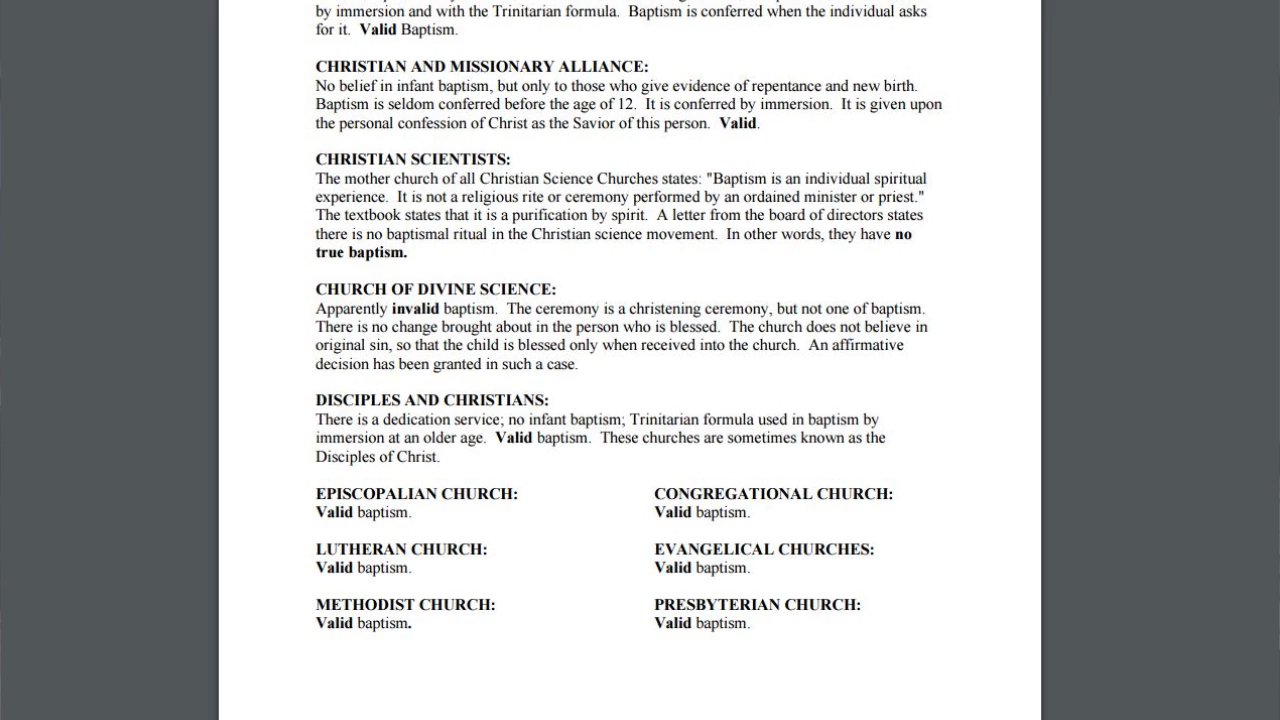 by immersion and with the Trinitarian formula. Baptism is conferred when the individual asks
for it. Valid Baptism.
CHRISTIAN AND MISSIONARY ALLIANCE:
No belief in infant baptism, but only to those who give evidence of repentance and new birth.
Baptism is seldom conferred before the age of 12. It is conferred by immersion. It is given upon
the personal confession of Christ as the Savior of this person. Valid.
CHRISTIAN SCIENTISTS:
The mother church of all Christian Science Churches states: "Baptism is an individual spiritual
experience. It is not a religious rite or ceremony performed by an ordained minister or priest."
The textbook states that it is a purification by spirit. A letter from the board of directors states
there is no baptismal ritual in the Christian science movement. In other words, they have no
true baptism.
CHURCH OF DIVINE SCIENCE:
Apparently invalid baptism. The ceremony is a christening ceremony, but not one of baptism.
There is no change brought about in the person who is blessed. The church does not believe in
original sin, so that the child is blessed only when received into the church. An affirmative
decision has been granted in such a case.
DISCIPLES AND CHRISTIANS:
There is a dedication service; no infant baptism; Trinitarian formula used in baptism by
immersion at an older age. Valid baptism. These churches are sometimes known as the
Disciples of Christ.
EPISCOPALIAN CHURCH: CONGREGATIONAL CHURCH:
Valid baptism. Valid baptism.
LUTHERAN CHURCH: EVANGELICAL CHURCHES:
Valid baptism. Valid baptism.
METHODIST CHURCH: PRESBYTERIAN CHURCH:
Valid baptism. Valid baptism.